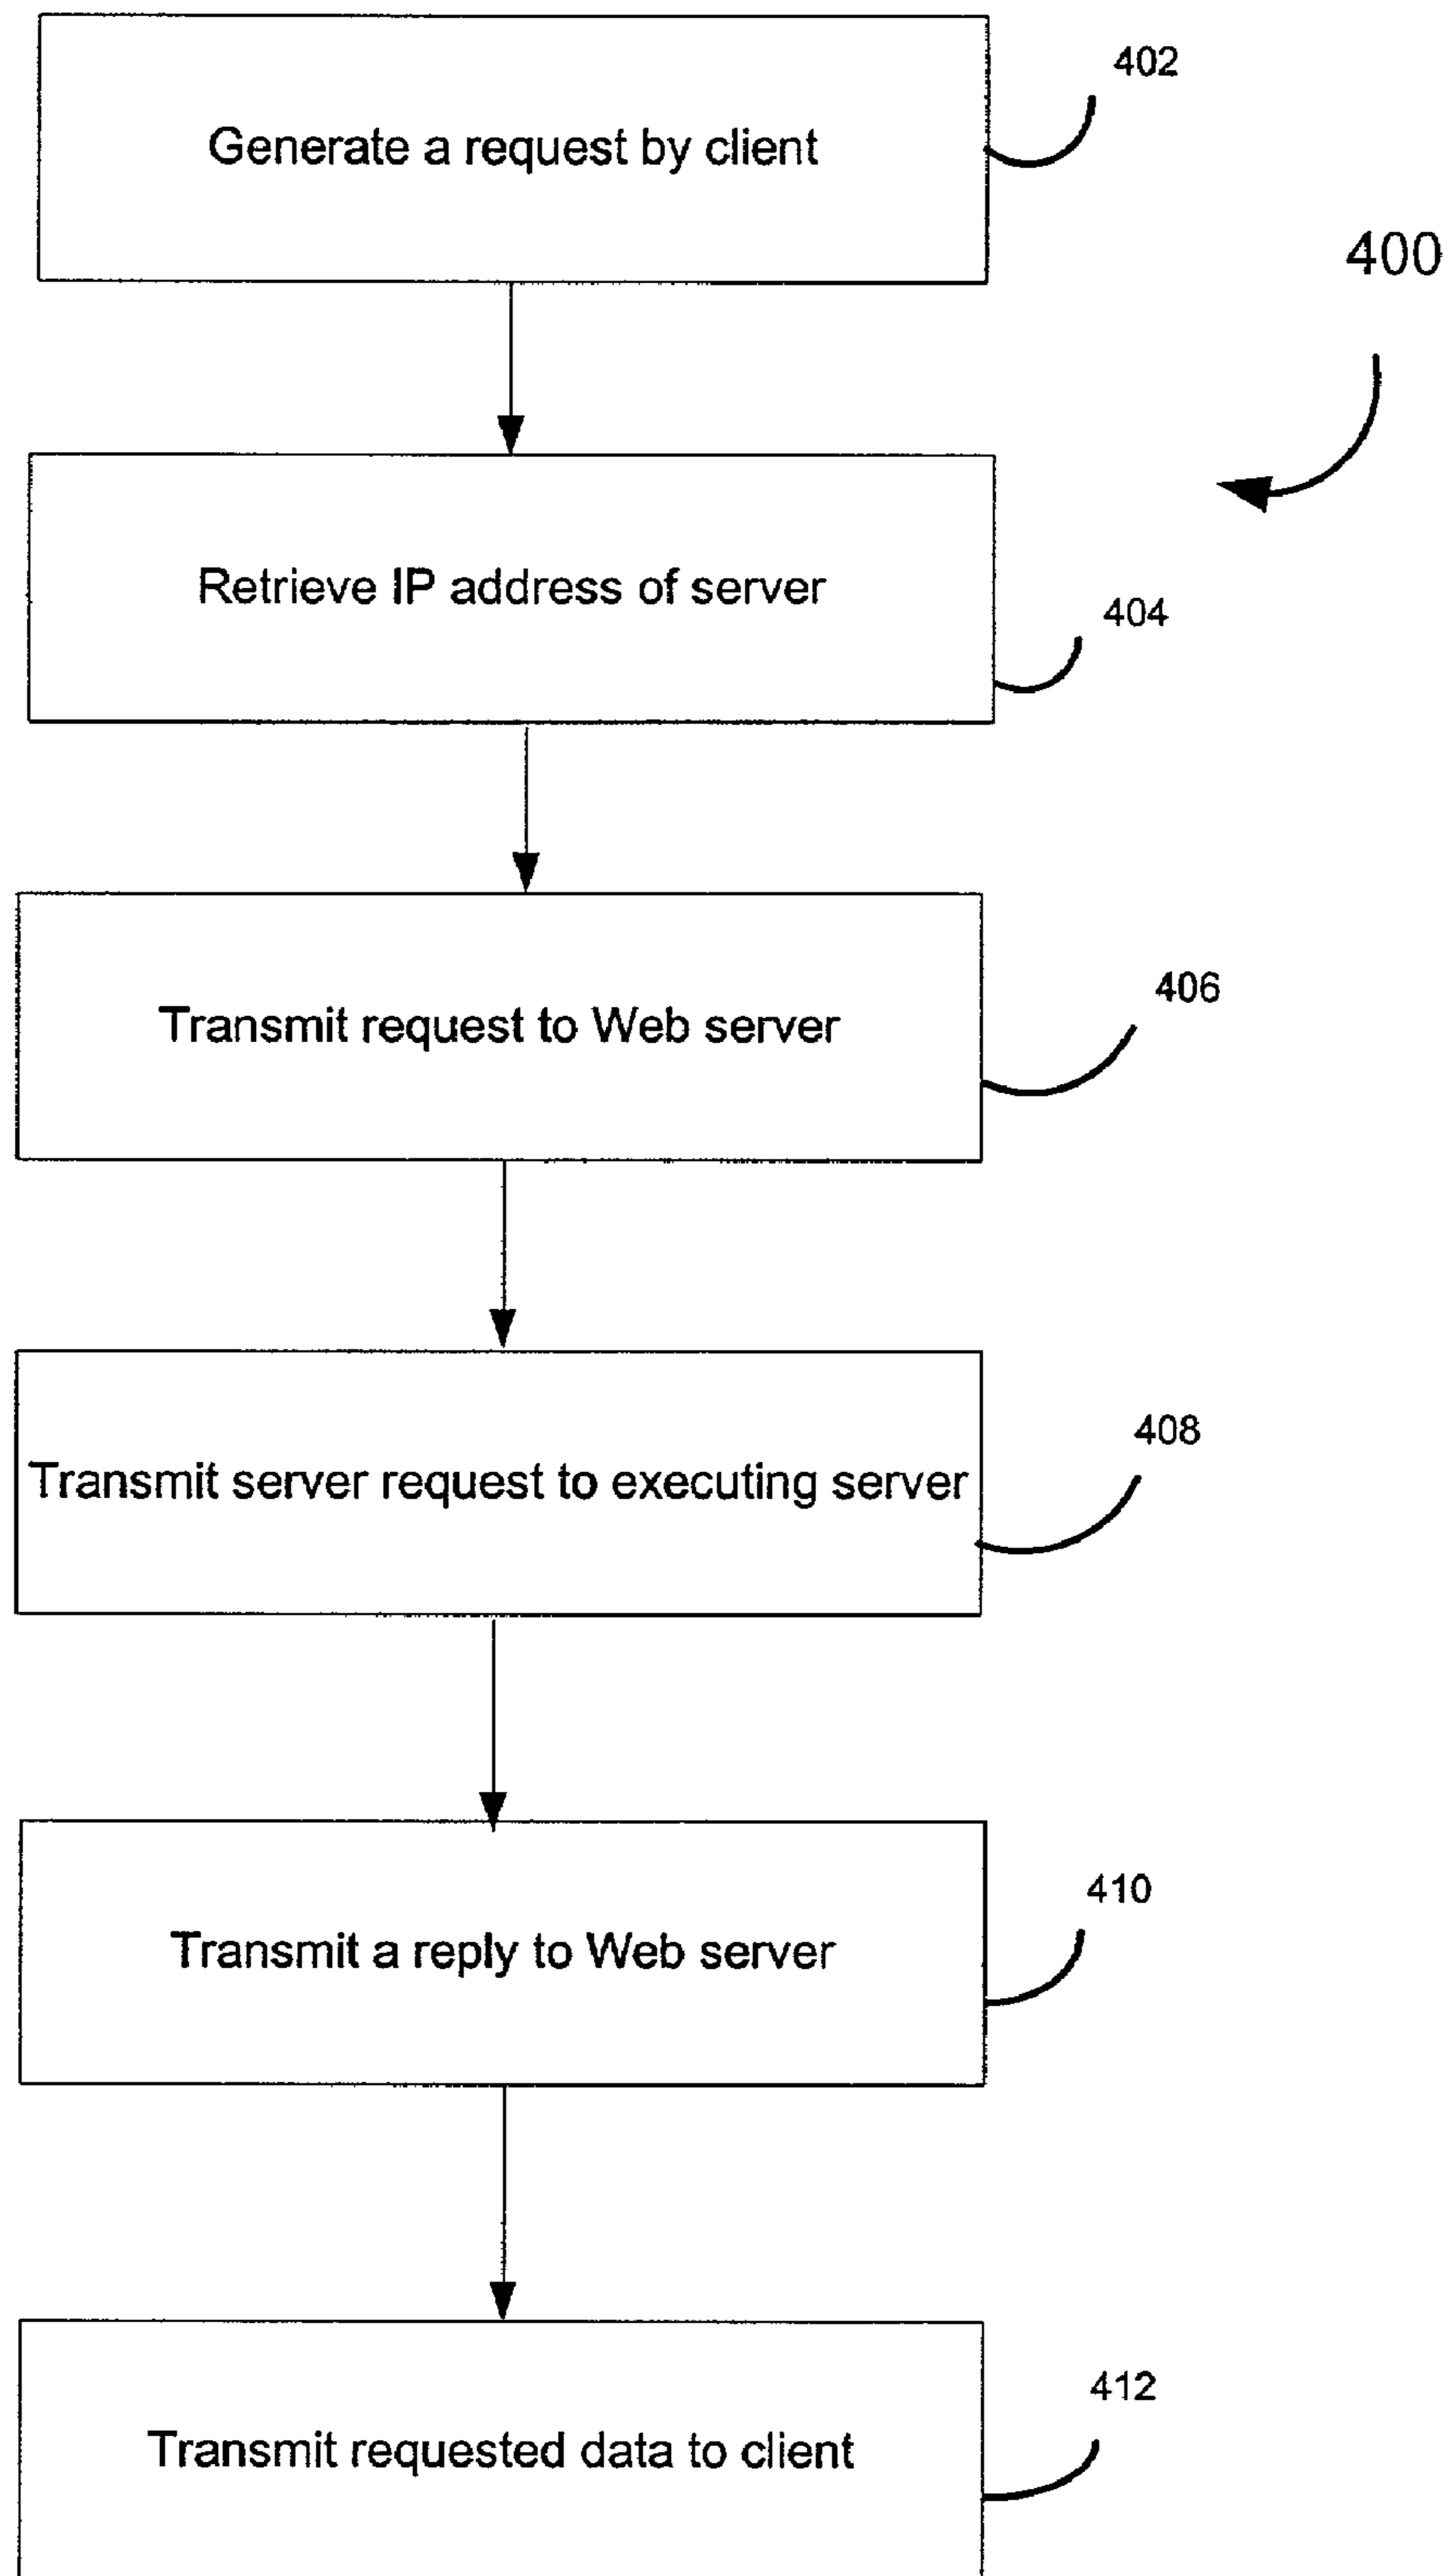 Generate a request by client
402
400
Retrieve IP address of server
404
Transmit request to Web server
406
Transmit server request to executing server
408
Transmit a reply to Web server
410
Transmit requested data to client
412